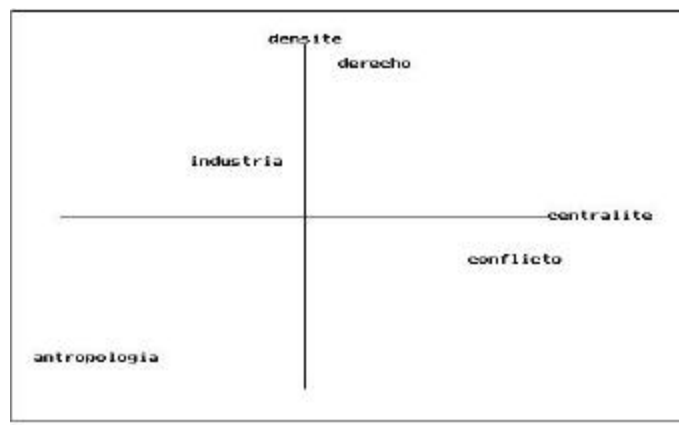 densite
derecho
industria
centralite
conflicto
antropologia